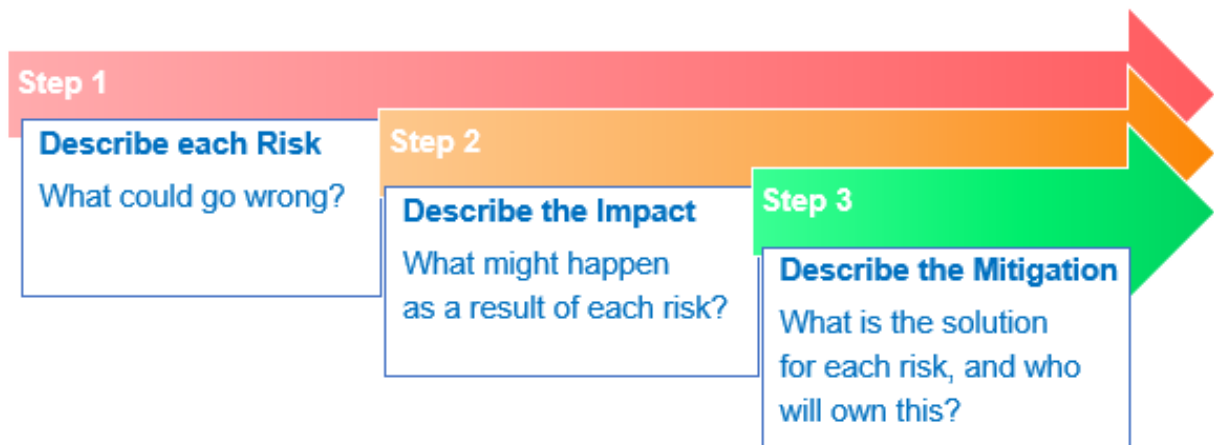 Step 1
Describe each Risk
What could go wrong?
Step 2
Describe the Impact
What might happen
as a result of each risk?
Step 3
Describe the Mitigation
What is the solution
for each risk, and who
will own this?